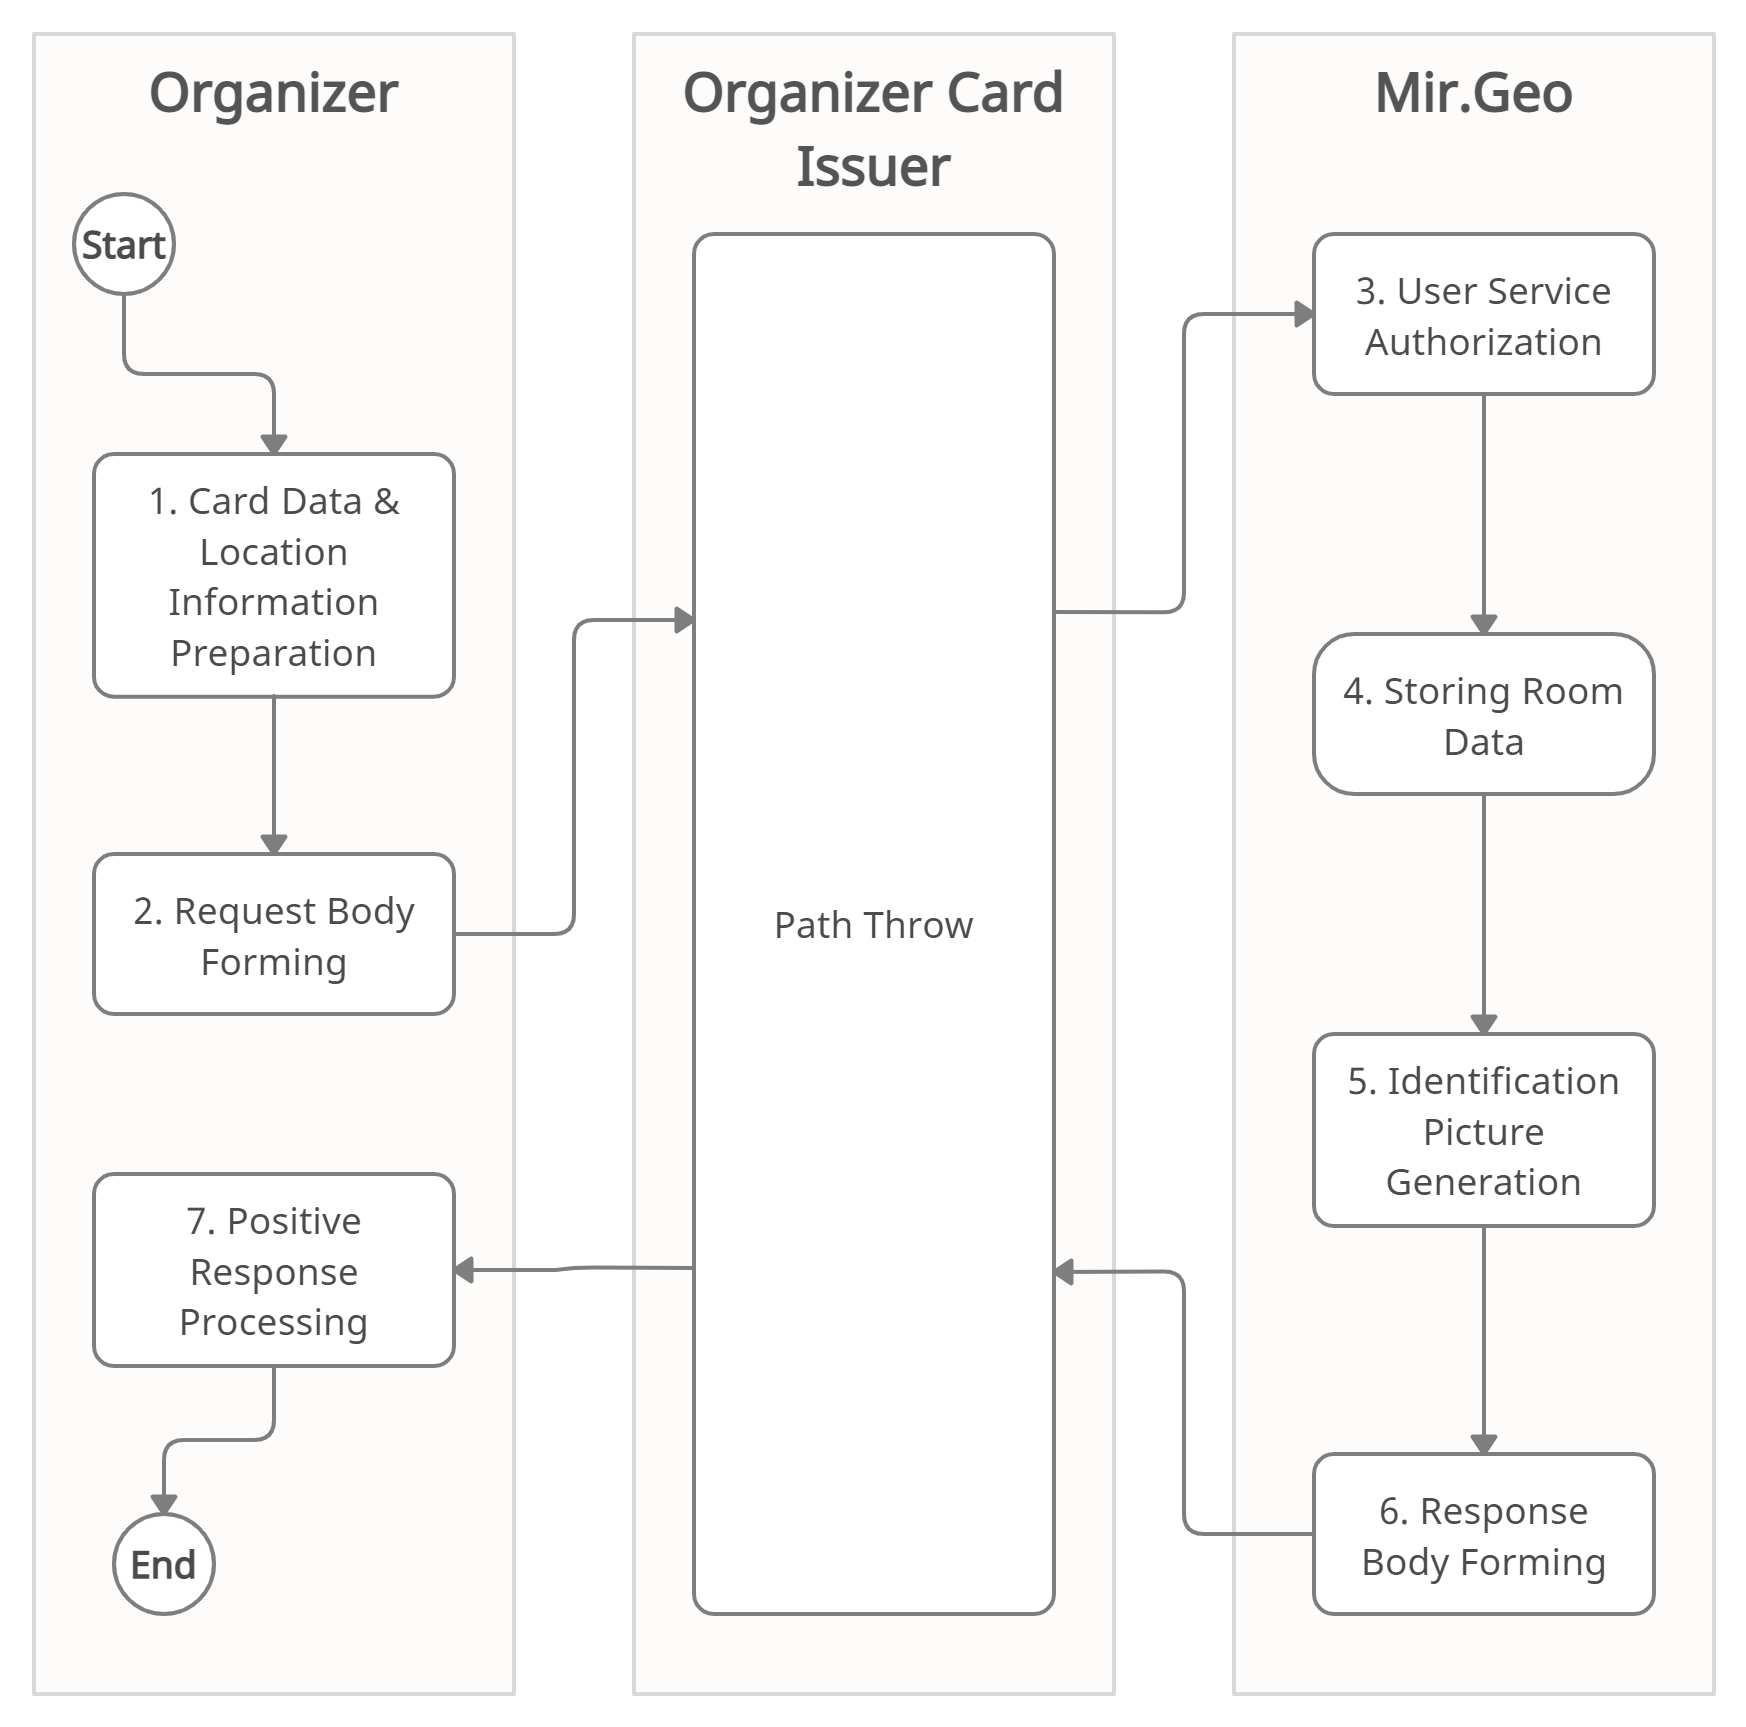 Organizer
Start
1. Card Data &
Location
Information
Preparation
2. Request Body
Forming
7. Positive
Response
Processing
End
Organizer Card
Issuer
Path Throw
Mir.Geo
3. User Service
Authorization
4. Storing Room
Data
5. Identification
Picture
Generation
6. Response
Body Forming